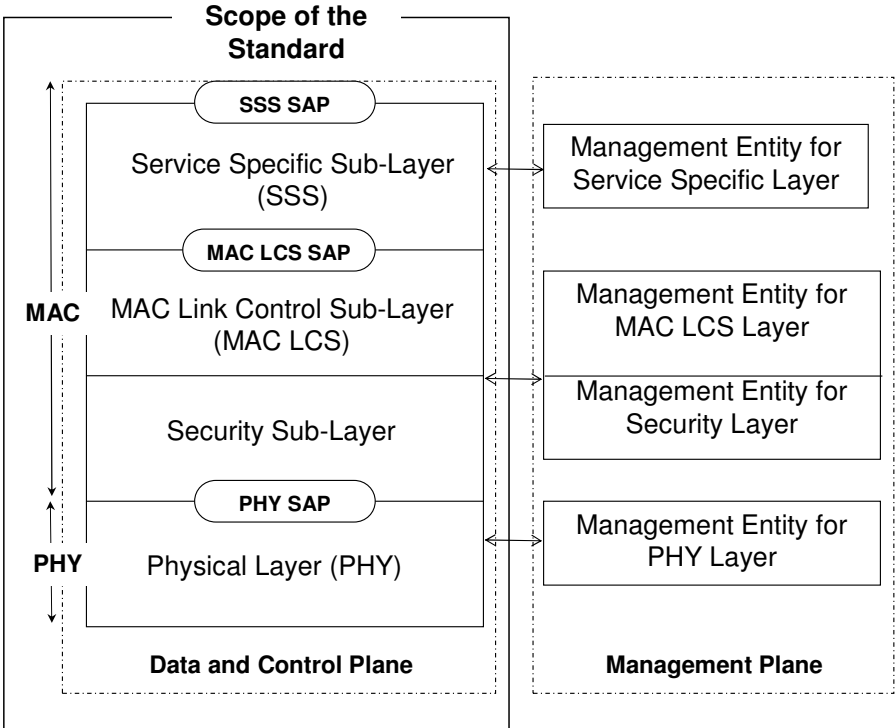 Scope of the
Standard
SSS SAP
Service Specific Sub-Layer
(SSS)
MAC LCS SAP
MAC
MAC Link Control Sub-Layer
(MAC LCS)
Security Sub-Layer
PHY SAP
PHY
Physical Layer (PHY)
Data and Control Plane
Management Entity for
Service Specific Layer
Management Entity for
MAC LCS Layer
Management Entity for
Security Layer
Management Entity for
PHY Layer
Management Plane